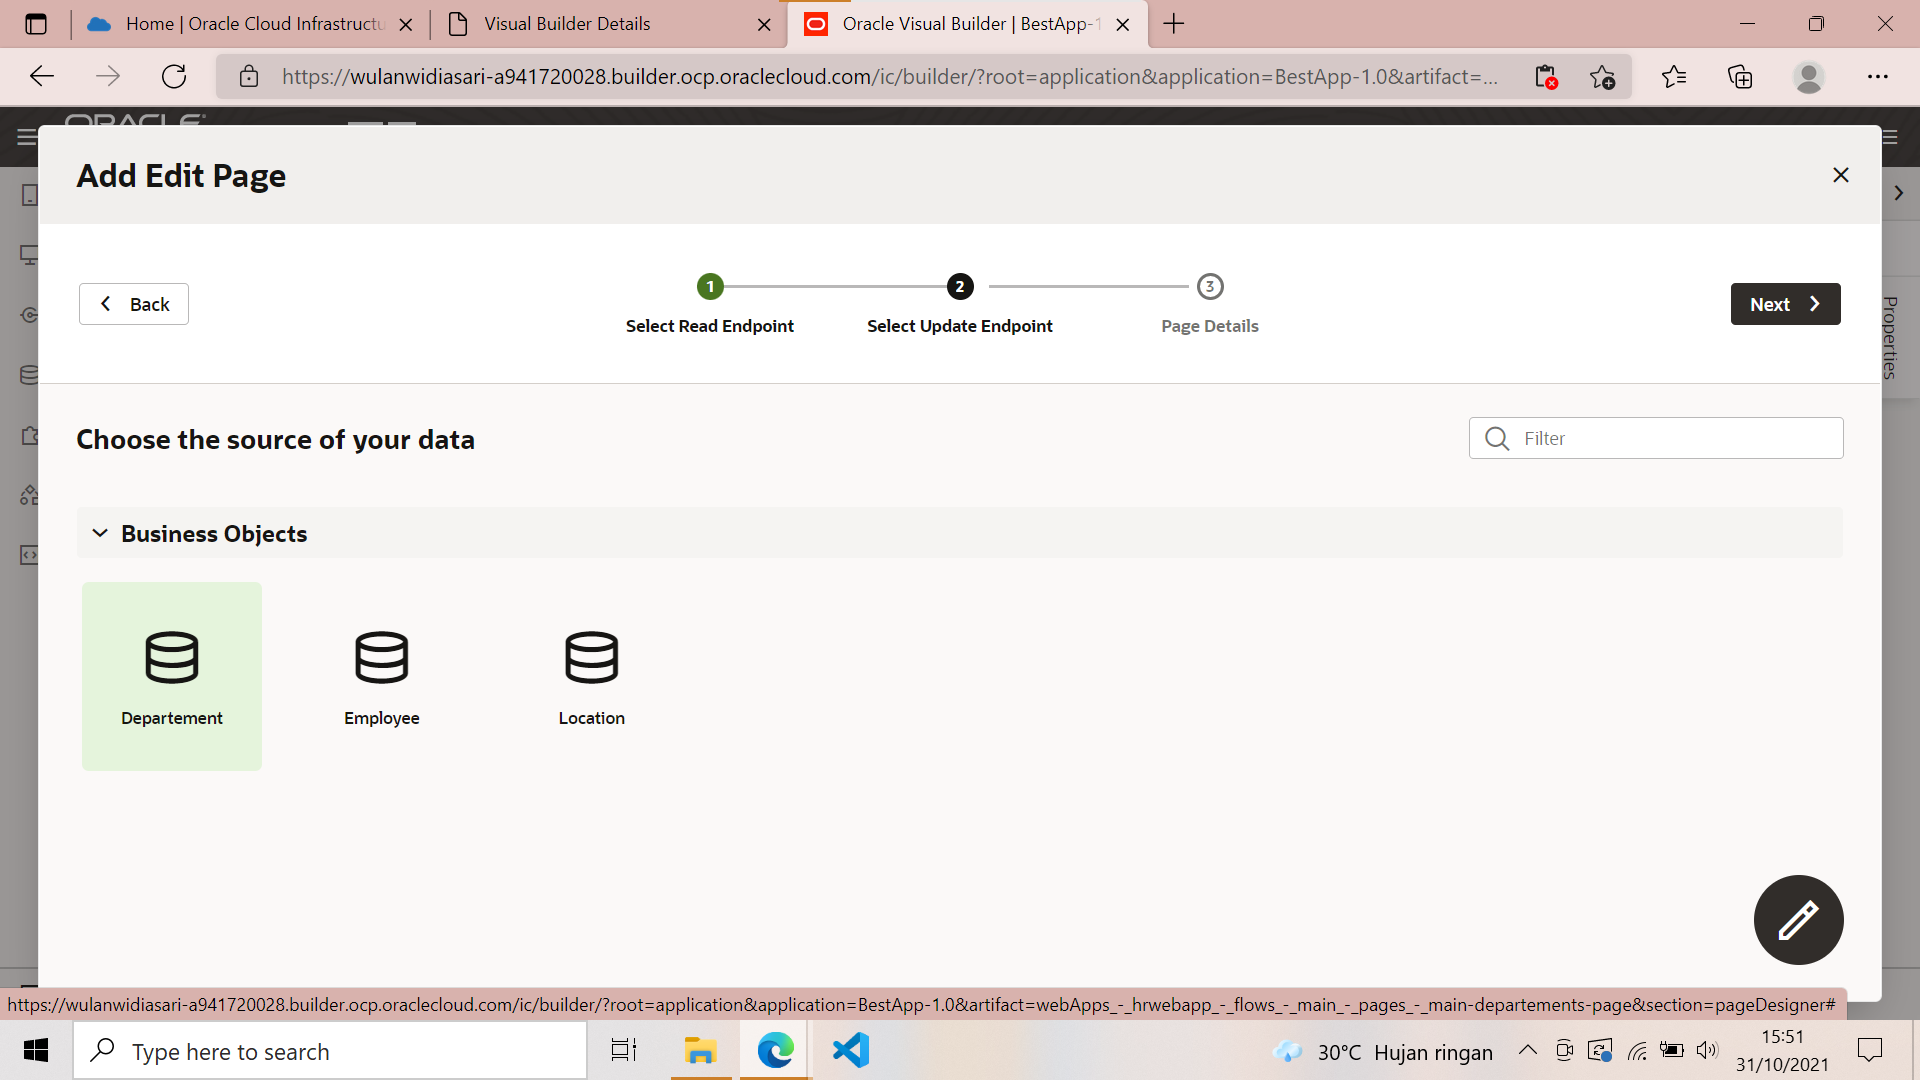 Home | Oracle Cloud Infrastructu
Visual Builder Details
Oracle Visual Builder | BestApp-1
https://wulanwidiasari-a941720028.builder.ocp.oraclecloud.com/ic/builder/?root=application&application=BestApp-1.0&artifact=...
ORACLE
Add Edit Page
Back
1
2
3
Select Read Endpoint
Select Update Endpoint
Page Details
Next
Properties
Choose the source of your data
Filter
Business Objects
Departement
Employee
Location
https://wulanwidiasari-a941720028.builder.ocp.oraclecloud.com/ic/builder/?root=application&application=BestApp-1.0&artifact=webApps_-_hrwebapp_-_flows_-_main_-_pages_-_main-departements-page&section=pageDesigner#
Type here to search
30°C Hujan ringan
15:51
31/10/2021